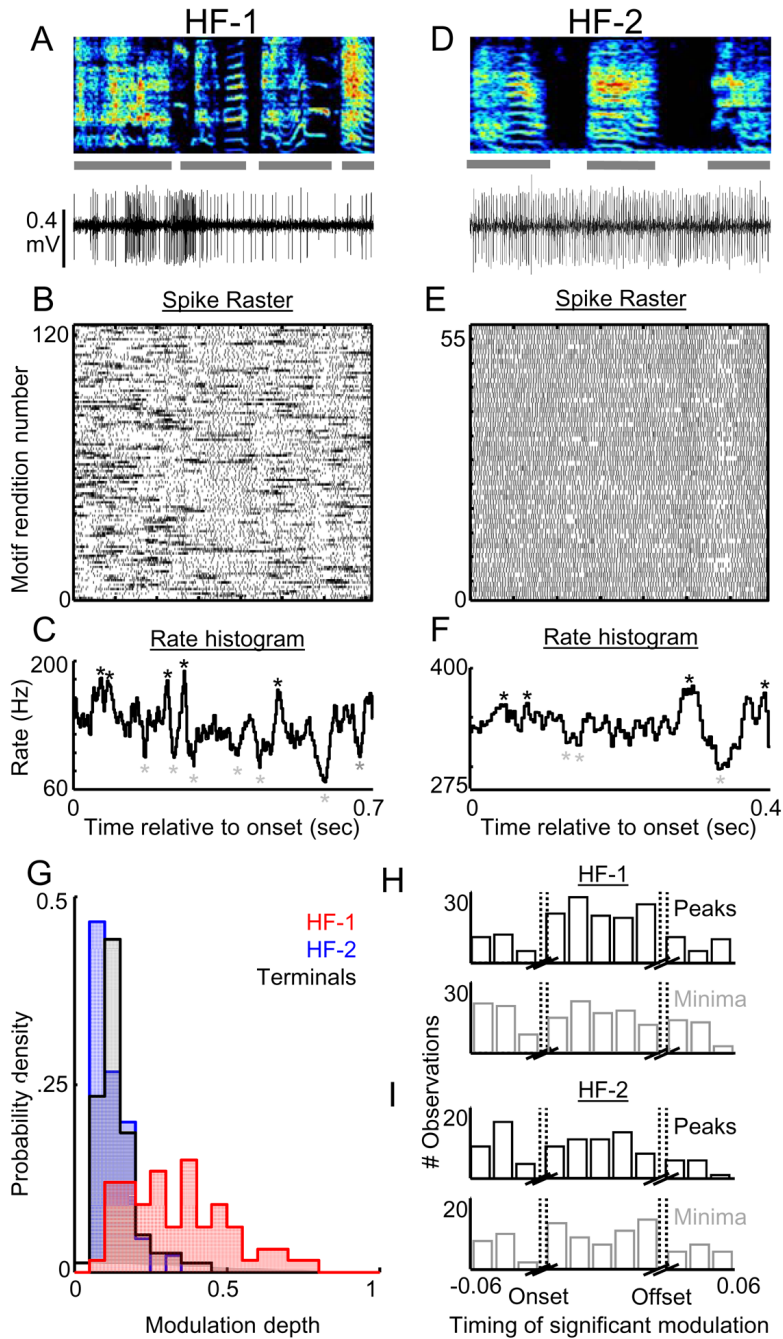 HF-1
HF-2
A
D
0.4
mV
B
Spike Raster
E
Spike Raster
120
55
Motif rendition number
0
0
C
Rate histogram
F
Rate histogram
200
400
Rate (Hz)
* * * * *
* * *
*
* * * * * * *
* * *
60
275
0
0.7
0
0.4
Time relative to onset (sec)
Time relative to onset (sec)
G
H
HF-1
0.5
30
Peaks
HF-1
HF-2
Terminals
30
Minima
.25
Probability density
I
HF-2
20
Peaks
# Observations
20
Minima
0
0
0.5
1
-0.06
0.06
Onset
Offset
Modulation depth
Timing of significant modulation